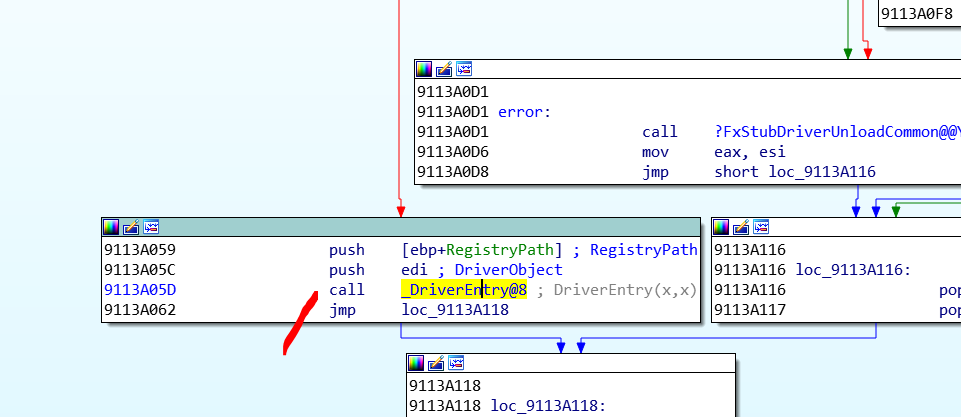 9113A0F8
9113A0D1
9113A0D1 error:
9113A0D1 call ?FxStubDriverUnloadCommon@@Y
9113A0D6 mov eax, esi
9113A0D8 jmp short loc_9113A116
9113A059 push [ebp+RegistryPath] ; RegistryPath
9113A05C push edi ; DriverObject
9113A05D call _DriverEntry@8 ; DriverEntry(x,x)
9113A062 jmp loc_9113A118
9113A116
9113A116 loc_9113A116:
9113A116 pop
9113A117 pop
9113A118
9113A118 loc_9113A118: